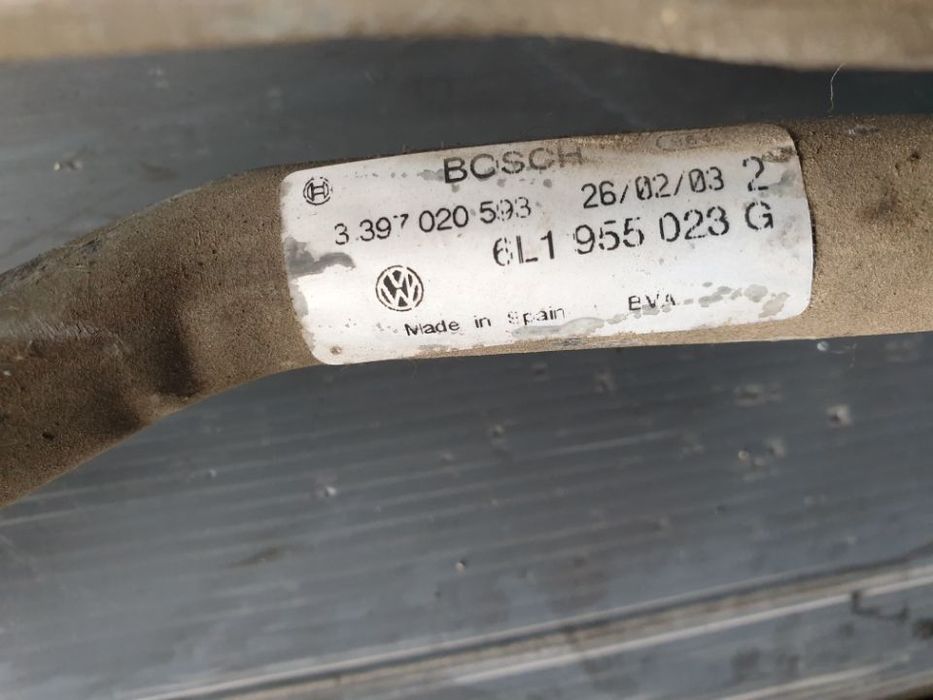 BOSCH
3 397 020 593 26/02/03 2
6L1 955 023 G
Made in Spain BVA